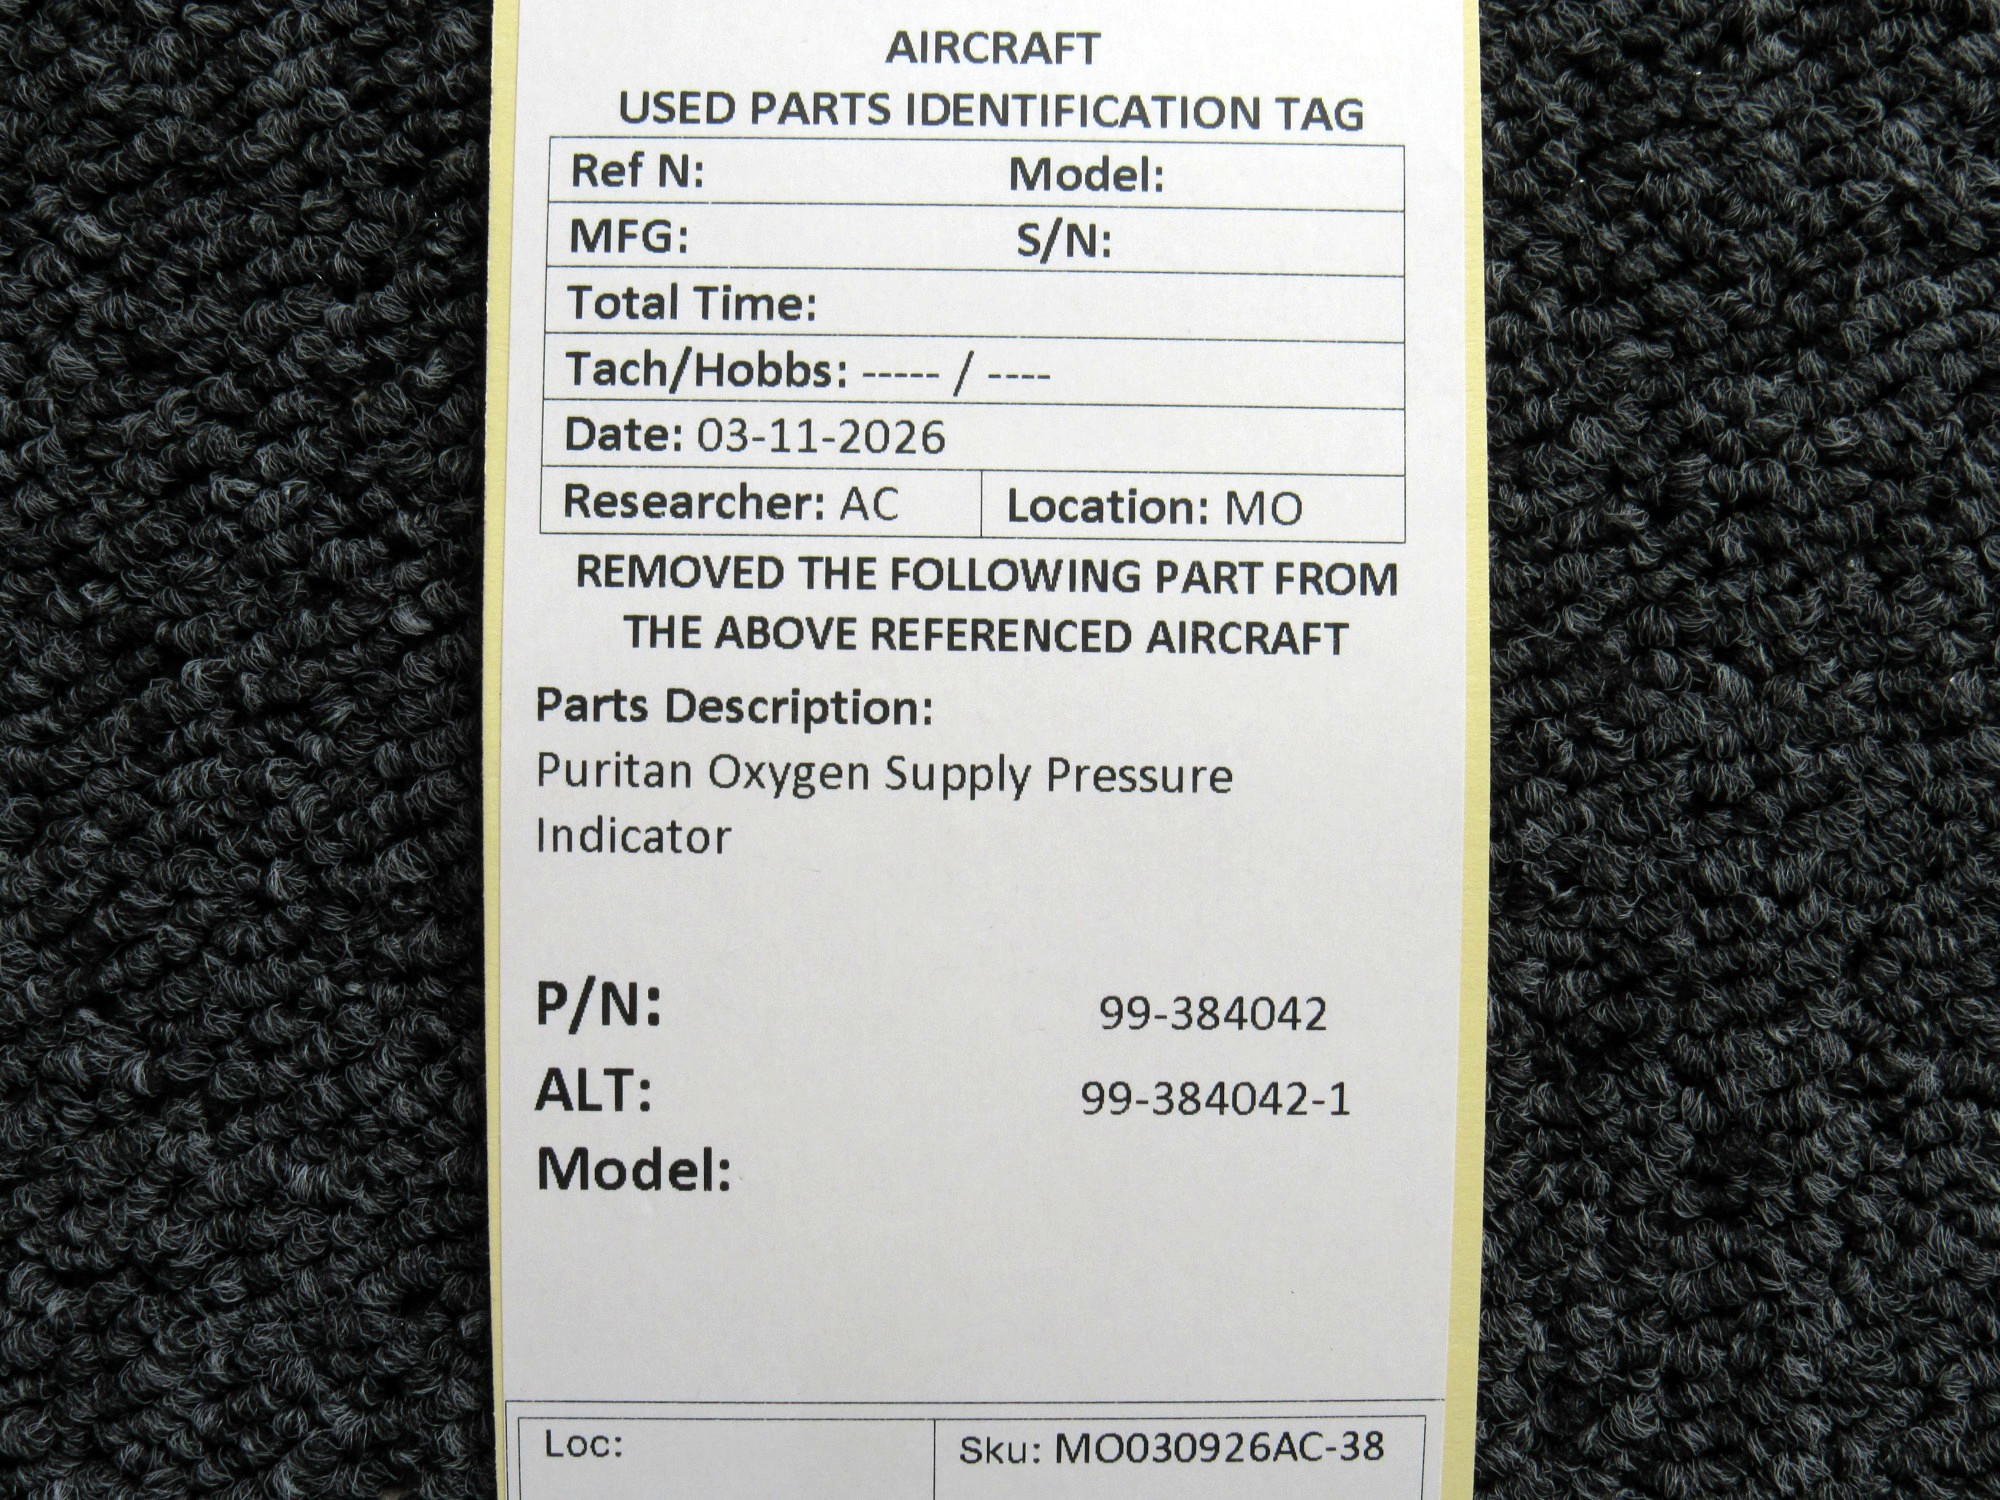 AIRCRAFT
USED PARTS IDENTIFICATION TAG
Ref N: Model:
MFG: S/N:
Total Time:
Tach/Hobbs: ----- / ----
Date: 03-11-2026
Researcher: AC Location: MO
REMOVED THE FOLLOWING PART FROM
THE ABOVE REFERENCED AIRCRAFT
Parts Description:
Puritan Oxygen Supply Pressure
Indicator
P/N: 99-384042
ALT: 99-384042-1
Model:
Loc: Sku: MO030926AC-38